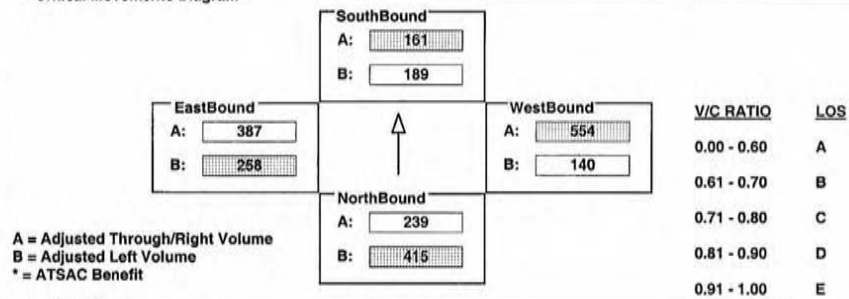 SouthBound
A: 161
B: 189
EastBound
A: 387
B: 258
WestBound
A: 554
B: 140
NorthBound
A: 239
B: 415
V/C RATIO LOS
0.00 - 0.60 A
0.61 - 0.70 B
0.71 - 0.80 C
0.81 - 0.90 D
0.91 - 1.00 E
A = Adjusted Through/Right Volume
B = Adjusted Left Volume
* = ATSAC Benefit